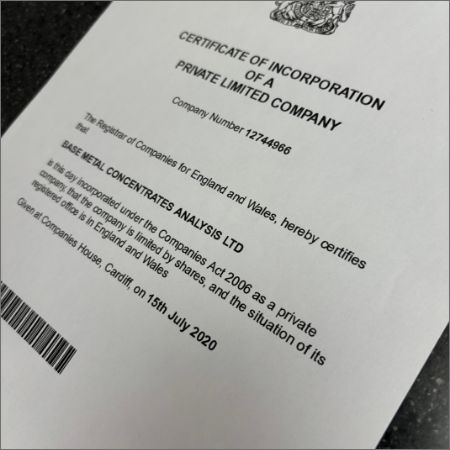 CERTIFICATE OF INCORPORATION
OF A
PRIVATE LIMITED COMPANY
Company Number 12744966
The Registrar of Companies for England and Wales, hereby certifies
that
BASE METAL CONCENTRATES ANALYSIS LTD
is this day incorporated under the Companies Act 2006 as a private
company, that the company is limited by shares, and the situation of its
registered office is in England and Wales
Given at Companies House, Cardiff, on 15th July 2020